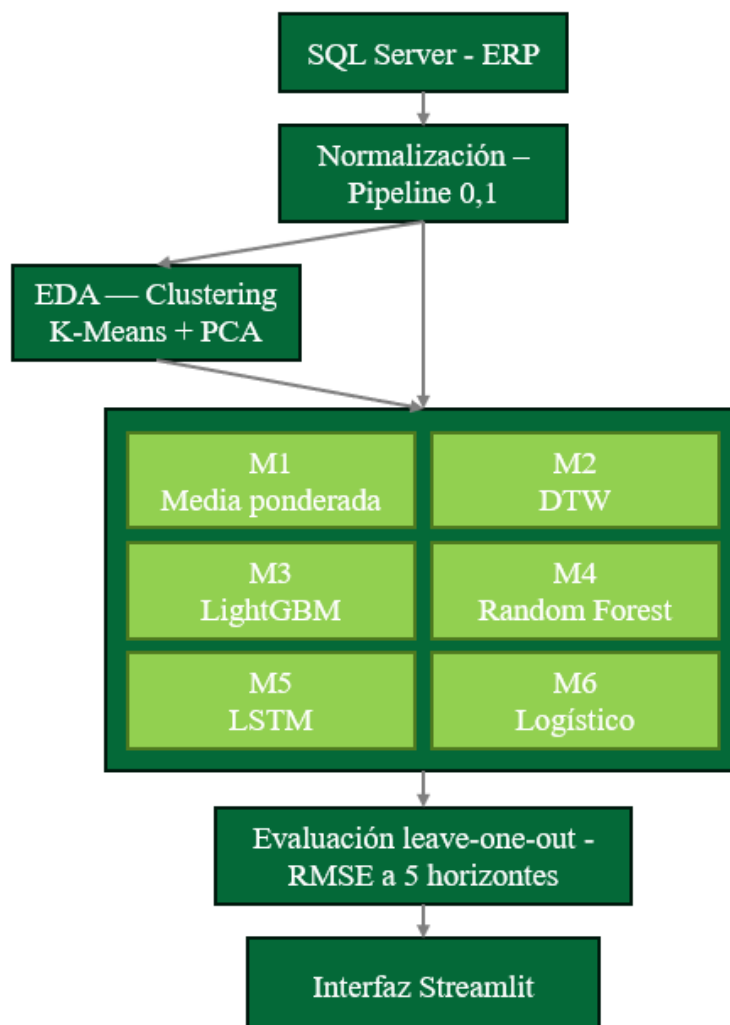 SQL Server - ERP
Normalización –
Pipeline 0,1
EDA — Clustering
K-Means + PCA
M1
Media ponderada
M2
DTW
M3
LightGBM
M4
Random Forest
M5
LSTM
M6
Logístico
Evaluación leave-one-out -
RMSE a 5 horizontes
Interfaz Streamlit